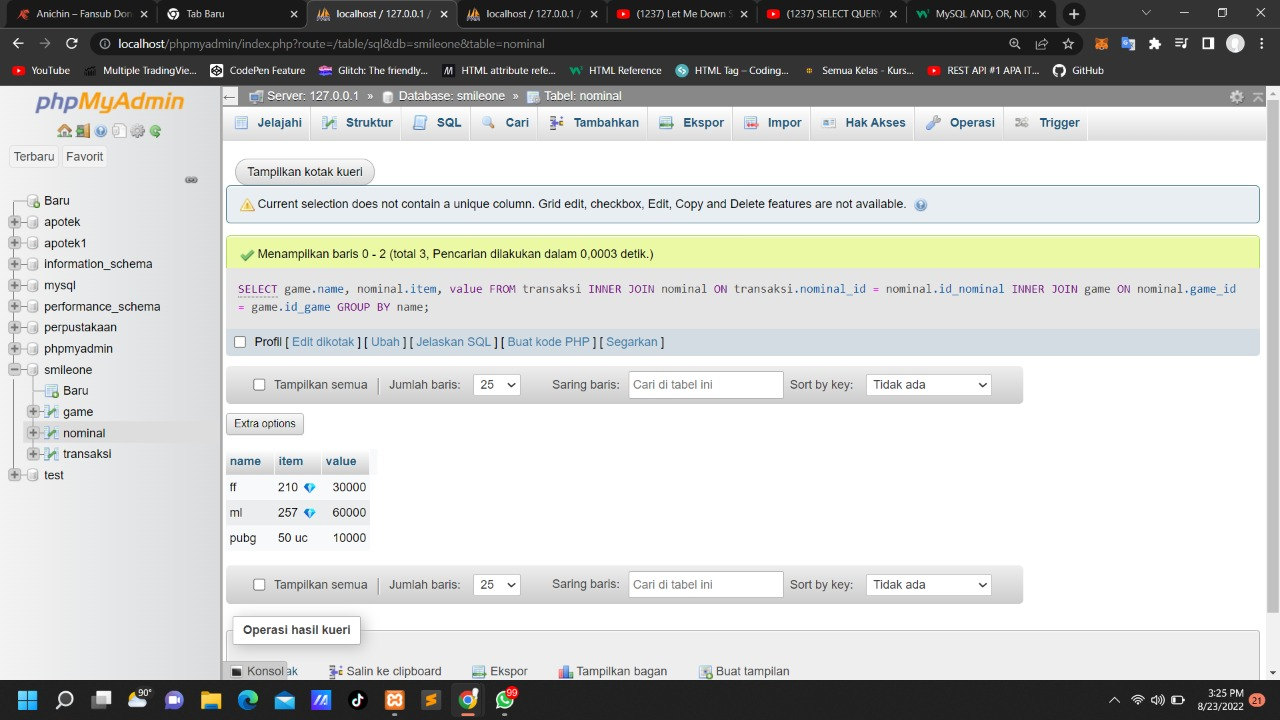 Anichin – Fansub Don
Tab Baru
localhost / 127.0.0.1 /
localhost / 127.0.0.1 /
(1237) Let Me Down S
(1237) SELECT QUERY
MySQL AND, OR, NO
localhost/phpmyadmin/index.php?route=/table/sql&db=smileone&table=nominal
YouTube
Multiple TradingVie...
CodePen Feature
Glitch: The friendly...
HTML attribute refe...
HTML Reference
HTML Tag – Coding...
Semua Kelas - Kurs...
REST API #1 APA IT...
GitHub
phpMyAdmin
Terbaru Favorit
Baru
apotek
apotek1
information_schema
mysql
performance_schema
perpustakaan
phpmyadmin
smileone
Baru
game
nominal
transaksi
test
Server: 127.0.0.1 » Database: smileone » Tabel: nominal
Jelajahi Struktur SQL Cari Tambahkan Ekspor Impor Hak Akses Operasi Trigger
Tampilkan kotak kueri
Current selection does not contain a unique column. Grid edit, checkbox, Edit, Copy and Delete features are not available.
Menampilkan baris 0 - 2 (total 3, Pencarian dilakukan dalam 0,0003 detik.)
SELECT game.name, nominal.item, value FROM transaksi INNER JOIN nominal ON transaksi.nominal_id = nominal.id_nominal INNER JOIN game ON nominal.game_id
= game.id_game GROUP BY name;
Profil [ Edit dikotak ] [ Ubah ] [ Jelaskan SQL ] [ Buat kode PHP ] [ Segarkan ]
Tampilkan semua | Jumlah baris: 25 Saring baris: Cari di tabel ini Sort by key: Tidak ada
Extra options
name item value
ff 210 💎 30000
ml 257 💎 60000
pubg 50 uc 10000
Tampilkan semua | Jumlah baris: 25 Saring baris: Cari di tabel ini Sort by key: Tidak ada
Operasi hasil kueri
Konsol ak Salin ke clipboard Ekspor Tampilkan bagan Buat tampilan
90°
99
3:25 PM
8/23/2022
21